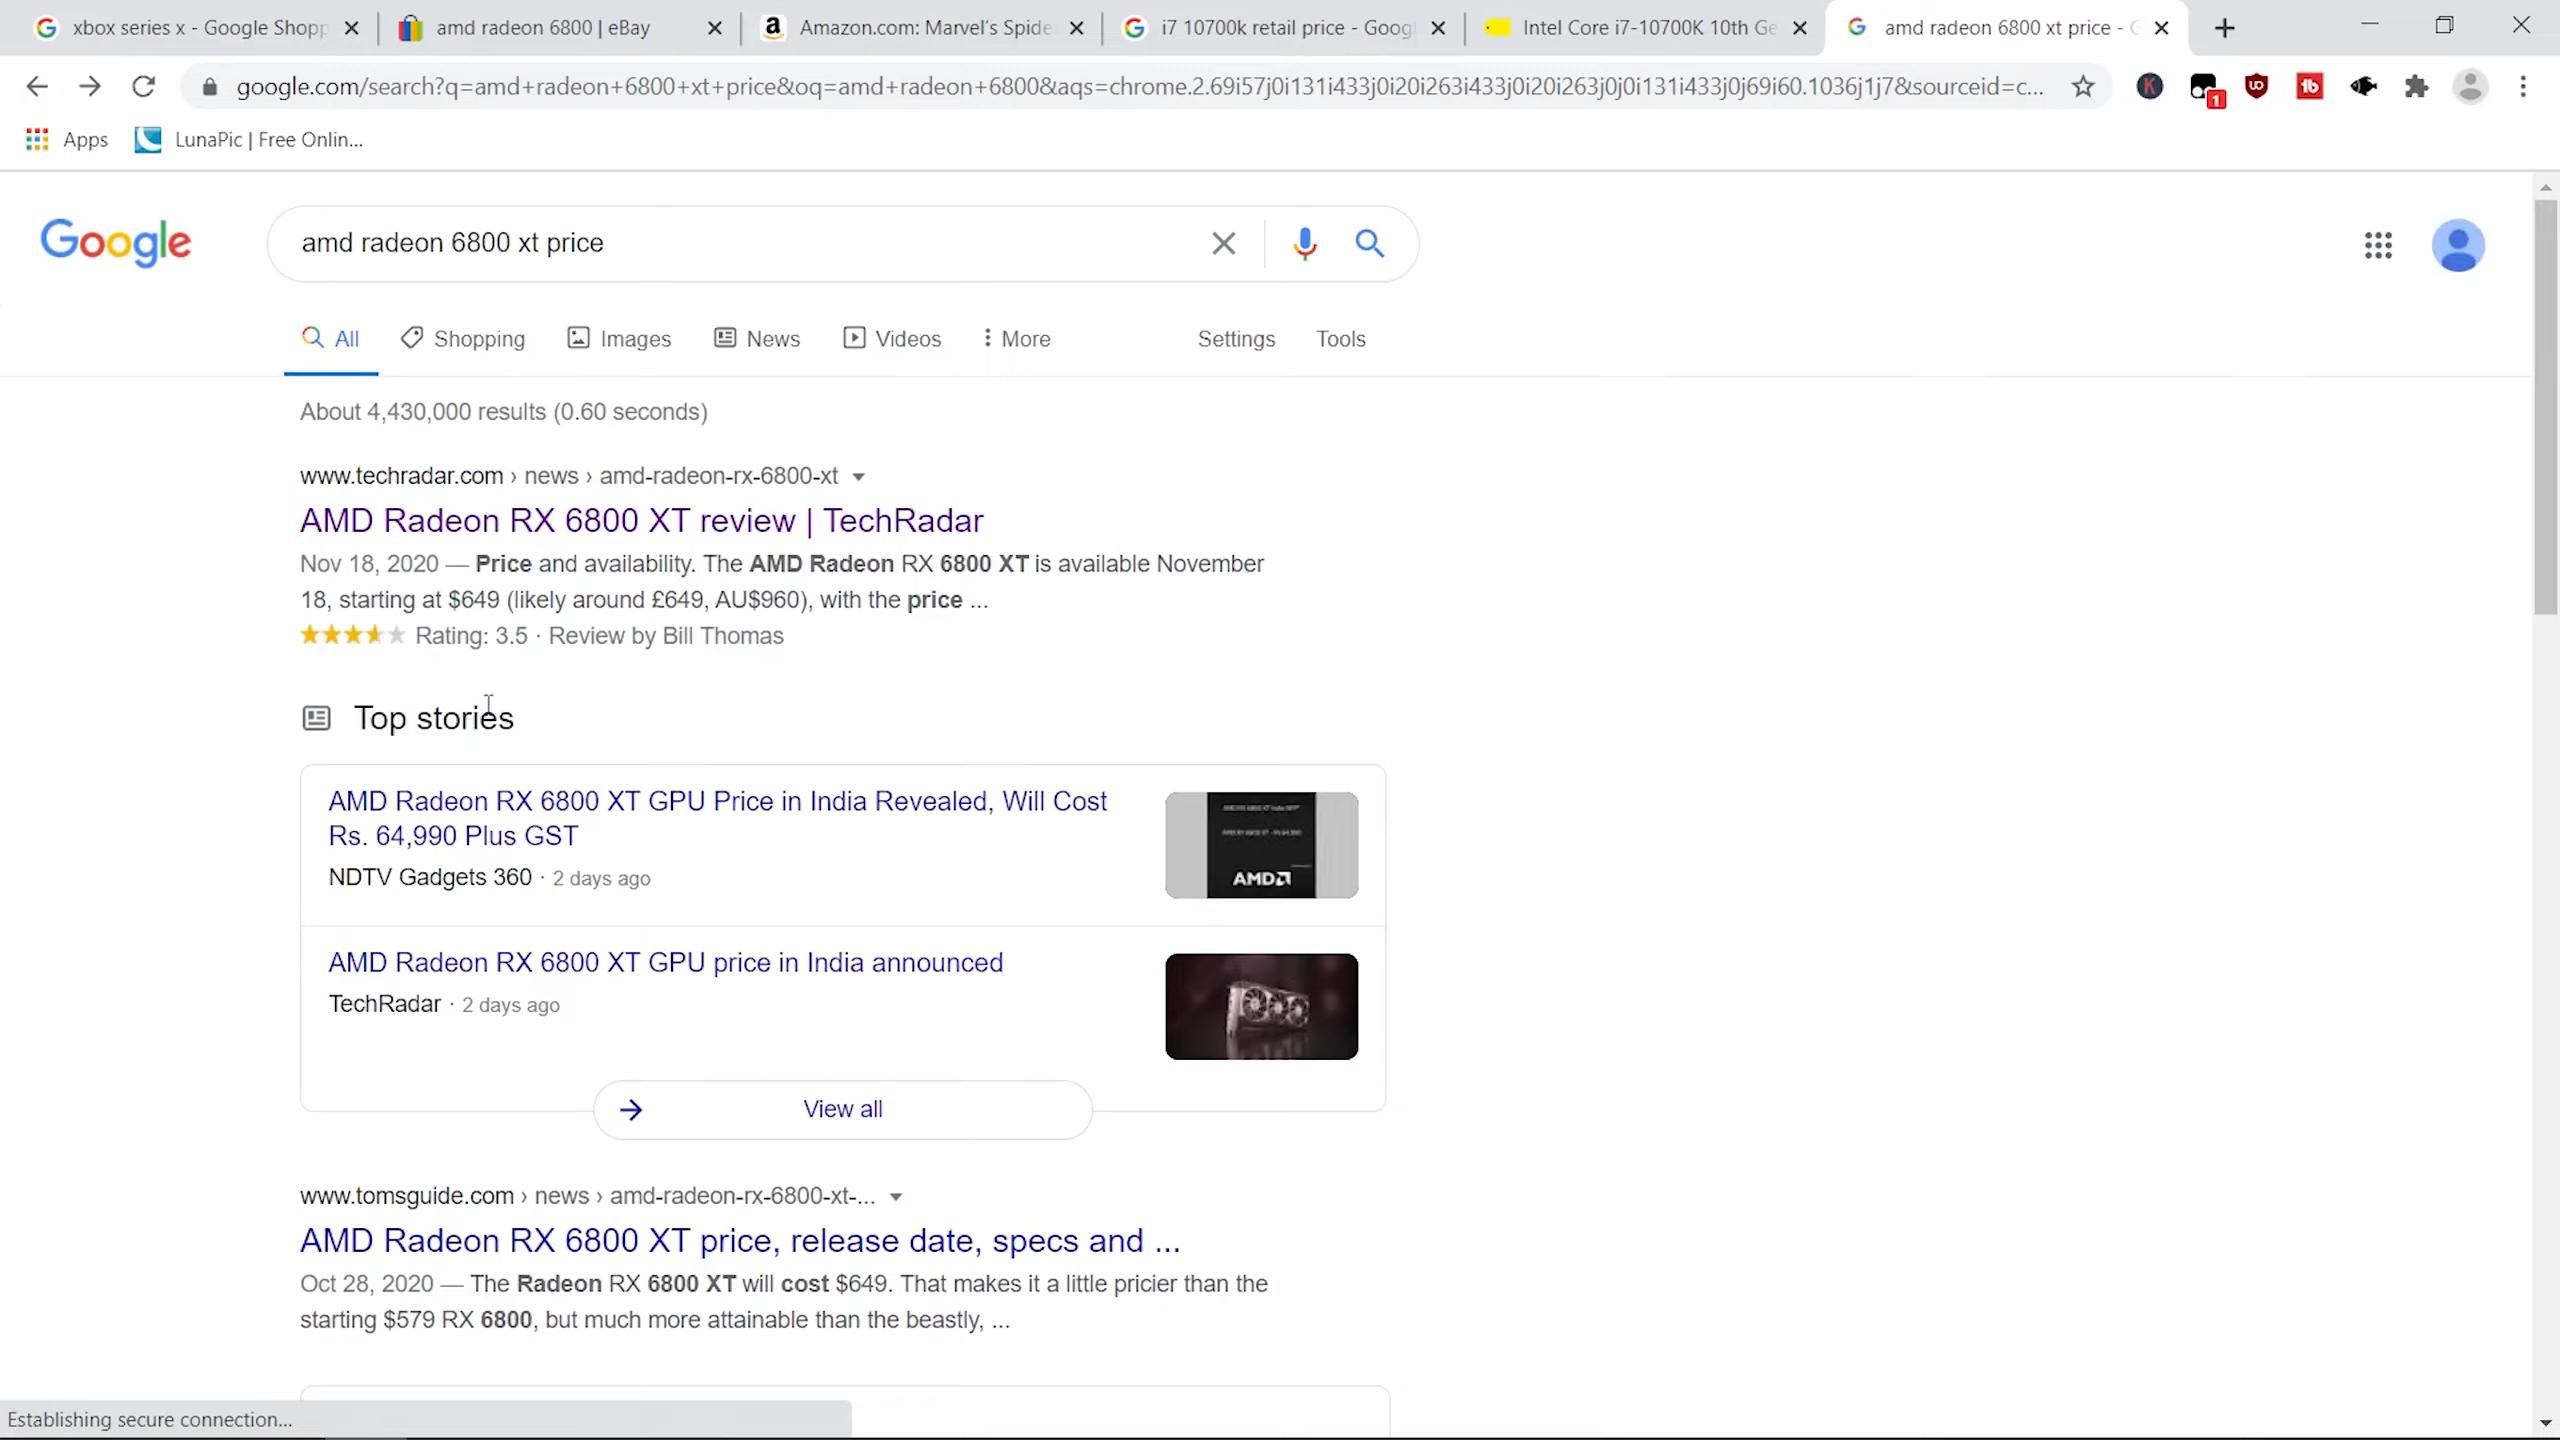 xbox series x - Google Shopp
amd radeon 6800 | eBay
Amazon.com: Marvel's Spide
i7 10700k retail price - Googl
Intel Core i7-10700K 10th Ge
amd radeon 6800 xt price - G
google.com/search?q=amd+radeon+6800+xt+price&oq=amd+radeon+6800&aqs=chrome.2.69i57j0i131i433j0i20i263i433j0i20i263j0j0i131i433j0j69i60.1036j1j7&sourceid=c...
1
Apps
LunaPic | Free Onlin...
Google
amd radeon 6800 xt price
All
Shopping
Images
News
Videos
More
Settings
Tools
About 4,430,000 results (0.60 seconds)
www.techradar.com › news › amd-radeon-rx-6800-xt
AMD Radeon RX 6800 XT review | TechRadar
Nov 18, 2020 — Price and availability. The AMD Radeon RX 6800 XT is available November
18, starting at $649 (likely around £649, AU$960), with the price ...
Rating: 3.5 · Review by Bill Thomas
Top stories
AMD Radeon RX 6800 XT GPU Price in India Revealed, Will Cost
Rs. 64,990 Plus GST
NDTV Gadgets 360 · 2 days ago
AMD
AMD Radeon RX 6800 XT GPU price in India announced
TechRadar · 2 days ago
View all
www.tomsguide.com › news › amd-radeon-rx-6800-xt-...
AMD Radeon RX 6800 XT price, release date, specs and ...
Oct 28, 2020 — The Radeon RX 6800 XT will cost $649. That makes it a little pricier than the
starting $579 RX 6800, but much more attainable than the beastly, ...
Establishing secure connection...